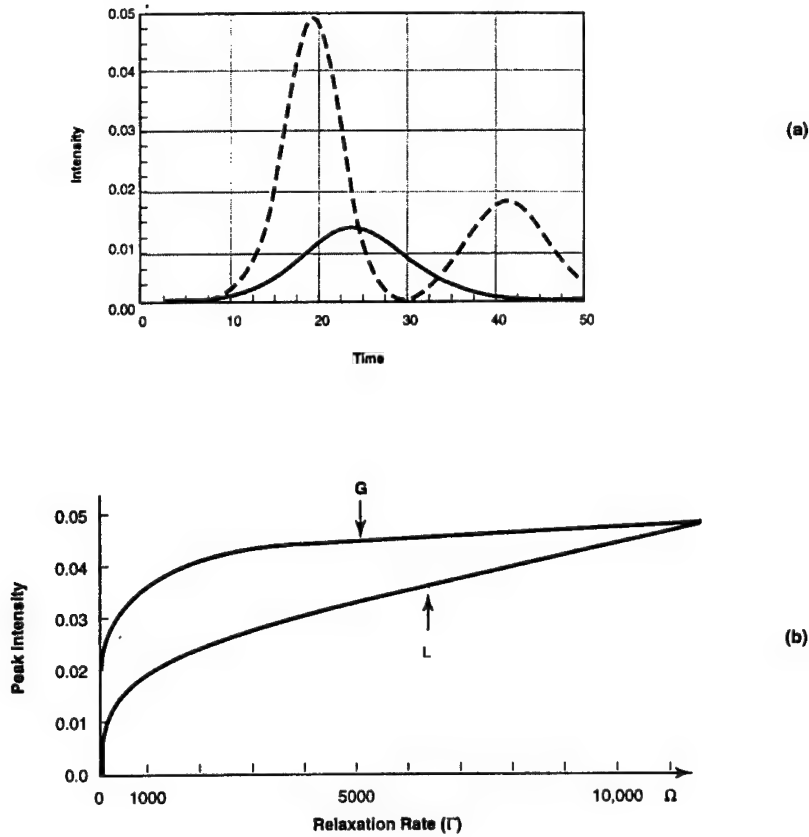 0.05
0.04
0.03
0.02
0.01
0.00
Intensity
0 10 20 30 40 50
Time
(a)
G
0.05
0.04
0.03
0.02
0.01
0.0
Peak Intensity
L
(b)
0 1000 5000 10,000 Ω
Relaxation Rate (Γ)